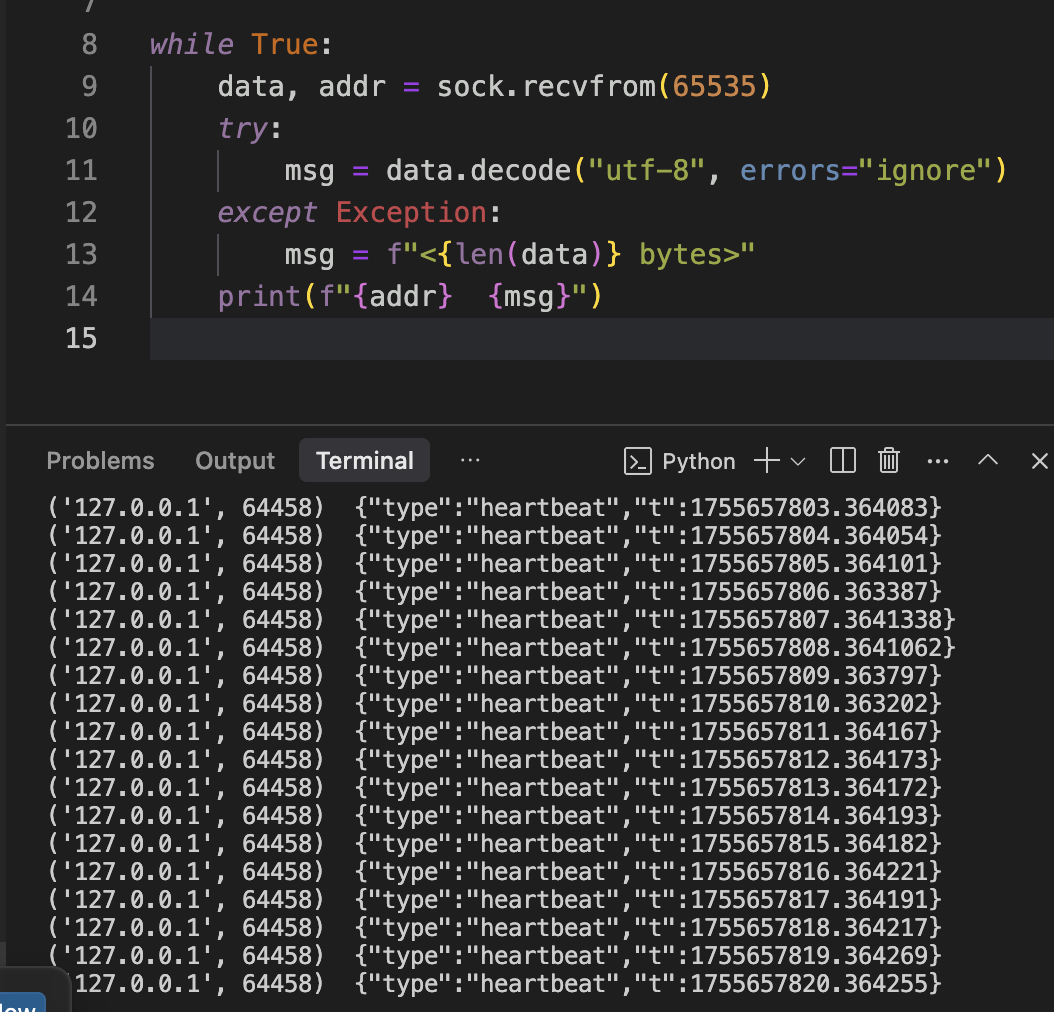 7
8 while True:
9 data, addr = sock.recvfrom(65535)
10 try:
11 msg = data.decode("utf-8", errors="ignore")
12 except Exception:
13 msg = f"<{len(data)} bytes>"
14 print(f"{addr}  {msg}")
15
Problems Output Terminal ··· Python
('127.0.0.1', 64458)  {"type":"heartbeat","t":1755657803.364083}
('127.0.0.1', 64458)  {"type":"heartbeat","t":1755657804.364054}
('127.0.0.1', 64458)  {"type":"heartbeat","t":1755657805.364101}
('127.0.0.1', 64458)  {"type":"heartbeat","t":1755657806.363387}
('127.0.0.1', 64458)  {"type":"heartbeat","t":1755657807.3641338}
('127.0.0.1', 64458)  {"type":"heartbeat","t":1755657808.3641062}
('127.0.0.1', 64458)  {"type":"heartbeat","t":1755657809.363797}
('127.0.0.1', 64458)  {"type":"heartbeat","t":1755657810.363202}
('127.0.0.1', 64458)  {"type":"heartbeat","t":1755657811.364167}
('127.0.0.1', 64458)  {"type":"heartbeat","t":1755657812.364173}
('127.0.0.1', 64458)  {"type":"heartbeat","t":1755657813.364172}
('127.0.0.1', 64458)  {"type":"heartbeat","t":1755657814.364193}
('127.0.0.1', 64458)  {"type":"heartbeat","t":1755657815.364182}
('127.0.0.1', 64458)  {"type":"heartbeat","t":1755657816.364221}
('127.0.0.1', 64458)  {"type":"heartbeat","t":1755657817.364191}
('127.0.0.1', 64458)  {"type":"heartbeat","t":1755657818.364217}
('127.0.0.1', 64458)  {"type":"heartbeat","t":1755657819.364269}
'127.0.0.1', 64458)  {"type":"heartbeat","t":1755657820.364255}